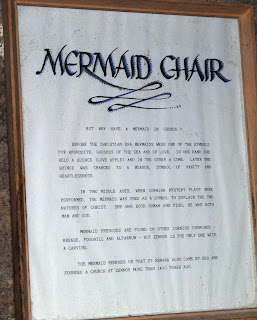 MERMAID CHAIR
BUT WHY HAVE A MERMAID IN CHURCH ?
BEFORE THE CHRISTIAN ERA MERMAIDS WERE ONE OF THE SYMBOLS
FOR APHRODITE, GODDESS OF THE SEA AND OF LOVE. IN ONE HAND SHE
HELD A QUINCE (LOVE APPLE) AND IN THE OTHER A COMB. LATER THE
QUINCE WAS CHANGED TO A MIRROR, SYMBOL OF VANITY AND
HEARTLESSNESS.
IN THE MIDDLE AGES, WHEN CORNISH MYSTERY PLAYS WERE
PERFORMED, THE MERMAID WAS USED AS A SYMBOL TO EXPLAIN THE TWO
NATURES OF CHRIST. SHE WAS BOTH HUMAN AND FISH, HE WAS BOTH
MAN AND GOD.
MERMAID FRESCOES ARE FOUND IN OTHER CORNISH CHURCHES -
BREAGE, POUGHILL AND ALTARNUN - BUT ZENNOR IS THE ONLY ONE WITH
A CARVING.
THE MERMAID REMINDS US THAT ST SENARA ALSO CAME BY SEA AND
FOUNDED A CHURCH AT ZENNOR MORE THAN 1400 YEARS AGO.